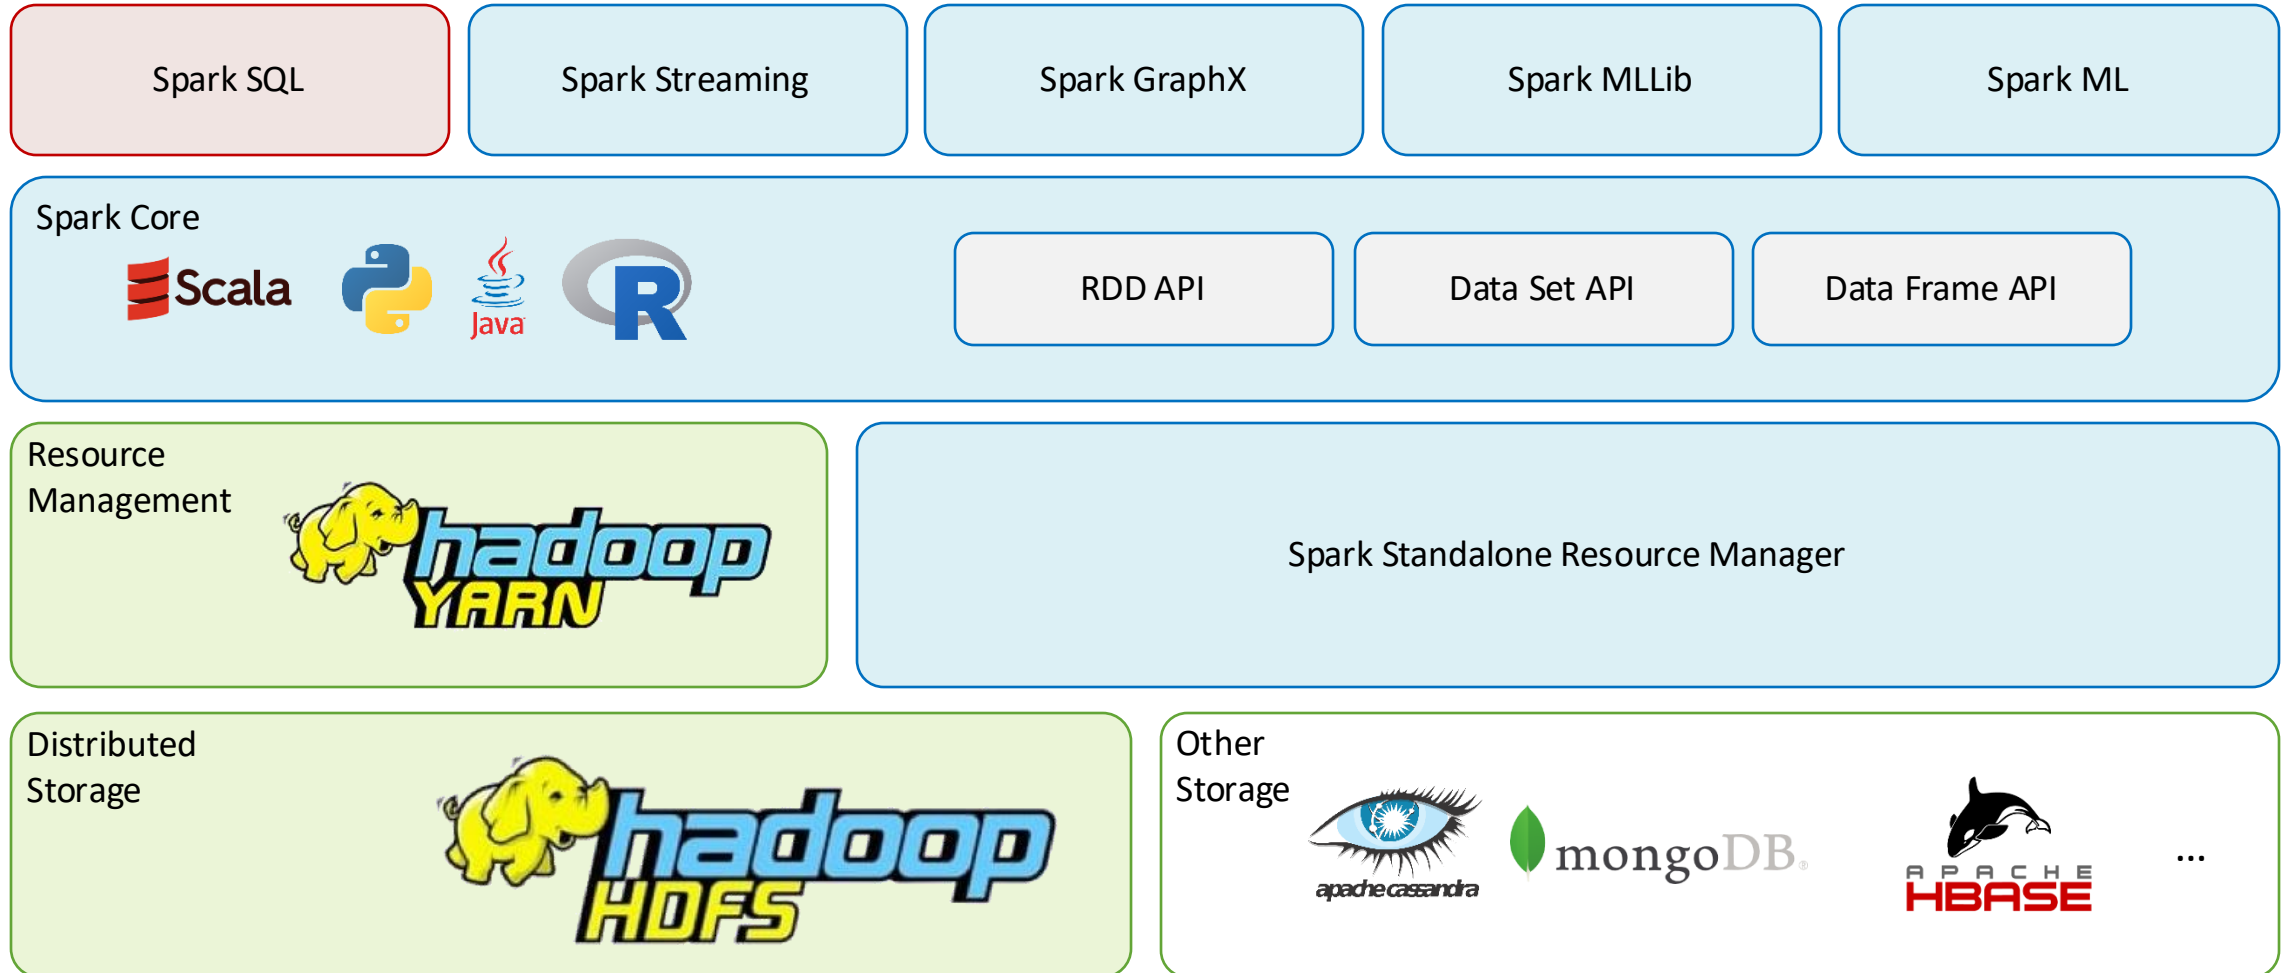 Spark SQL
Spark Streaming
Spark GraphX
Spark MLLib
Spark ML
Spark Core
Scala
Java
R
RDD API
Data Set API
Data Frame API
Resource
Management
hadoop
YARN
Spark Standalone Resource Manager
Distributed
Storage
hadoop
HDFS
Other
Storage
apache cassandra
mongoDB®
APACHE
HBASE
...